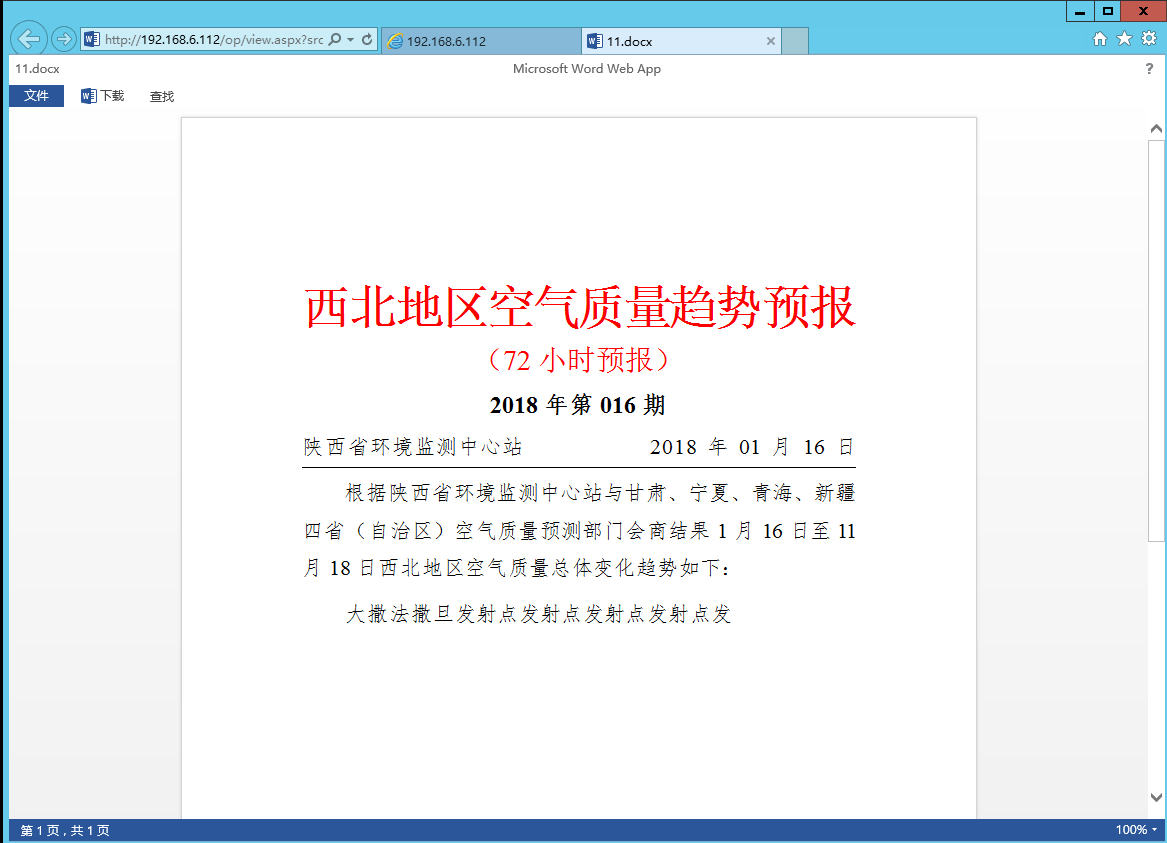 http://192.168.6.112/op/view.aspx?src
192.168.6.112
11.docx
11.docx
Microsoft Word Web App
?
文件
下载
查找
西北地区空气质量趋势预报
（72 小时预报）
2018 年第 016 期
陕西省环境监测中心站 2018 年 01 月 16 日
根据陕西省环境监测中心站与甘肃、宁夏、青海、新疆
四省（自治区）空气质量预测部门会商结果 1 月 16 日至 11
月 18 日西北地区空气质量总体变化趋势如下：
大撒法撒旦发射点发射点发射点发射点发
第 1 页 , 共 1 页
100%